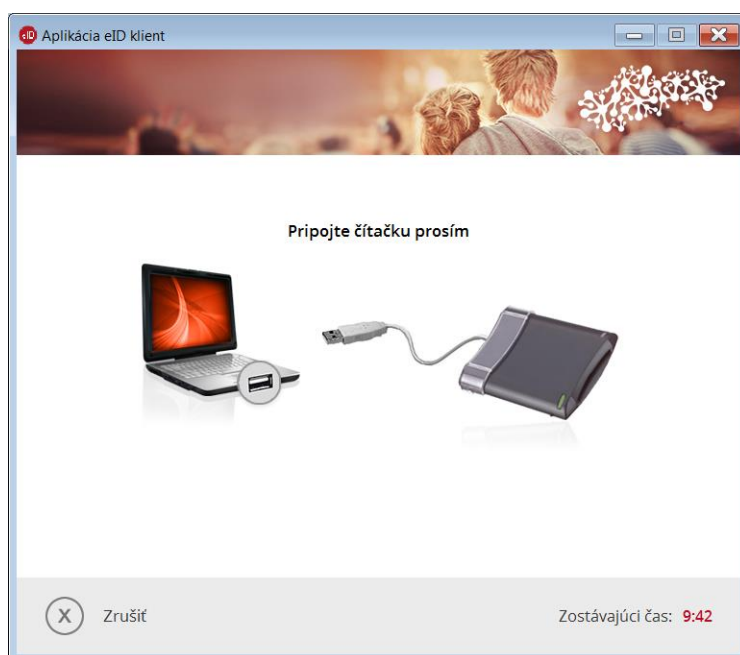 eID Aplikácia eID klient
Pripojte čítačku prosím
X Zrušiť
Zostávajúci čas: 9:42